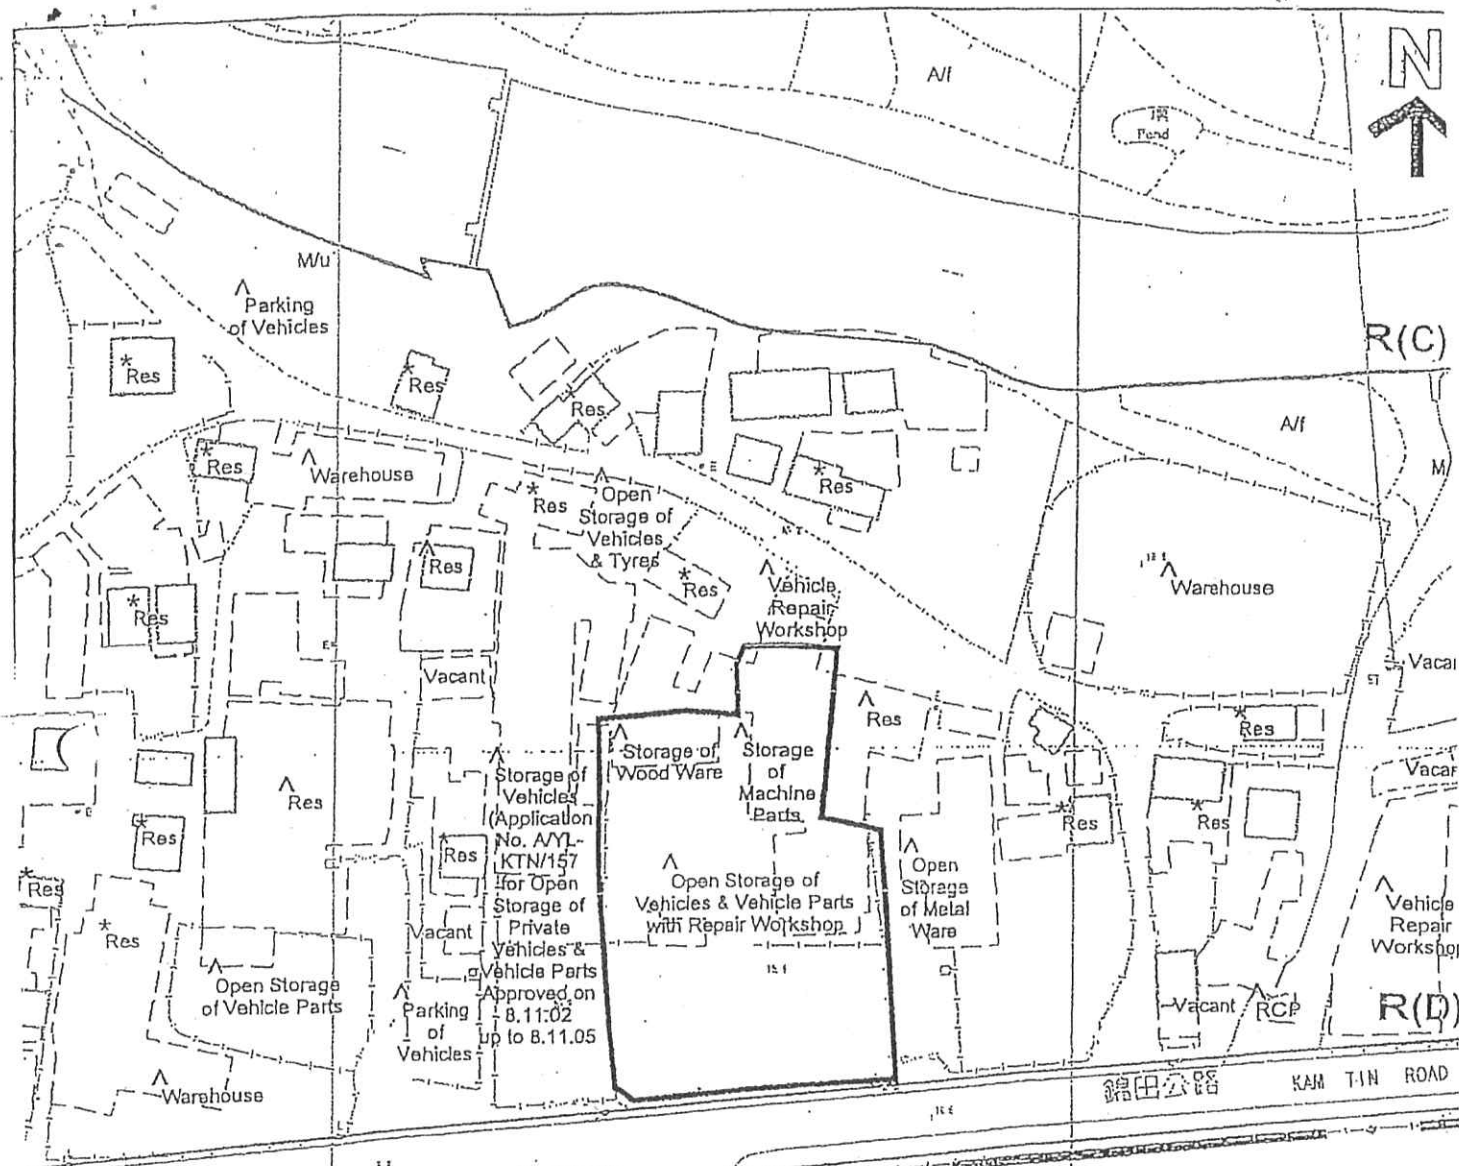 N
A/f
Pond
M/u
Parking
of Vehicles
R(C)
Res
Res
Res
A/f
Res
Warehouse
Res
M
Res
Open
Storage of
Vehicles
& Tyres
Res
Res
Vehicle
Repair
Workshop
Warehouse
Res
Vacant
Res
Res
Storage of
Wood Ware
Storage
of
Machine
Parts
Storage of
Vehicles
(Application
No. A/YL-
KTN/157
for Open
Storage of
Private
Vehicles &
Vehicle Parts
Approved on
8.11.02
up to 8.11.05
Res
Res
Res
Res
Res
Open Storage of
Vehicles & Vehicle Parts
with Repair Workshop
Open
Storage
of Metal
Ware
Res
Res
Vacant
Vehicle
Repair
Workshop
Open Storage
of Vehicle Parts
Parking
of
Vehicles
Vacant
RCP
R(D)
Warehouse
錦田公路
KAM TIN ROAD